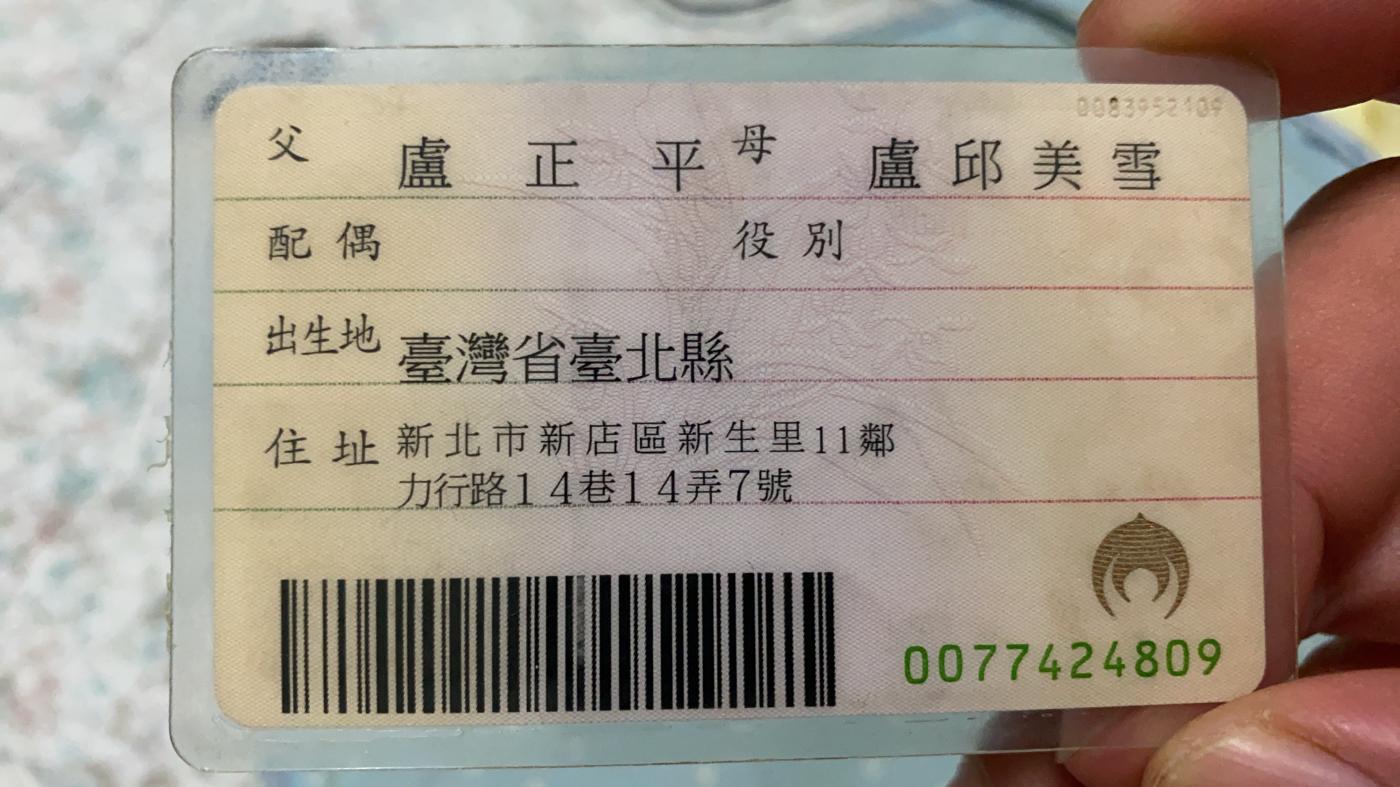 0083952109
父 盧正平 母 盧邱美雪
配偶 役別
出生地 臺灣省臺北縣
住址 新北市新店區新生里11鄰
力行路14巷14弄7號
0077424809